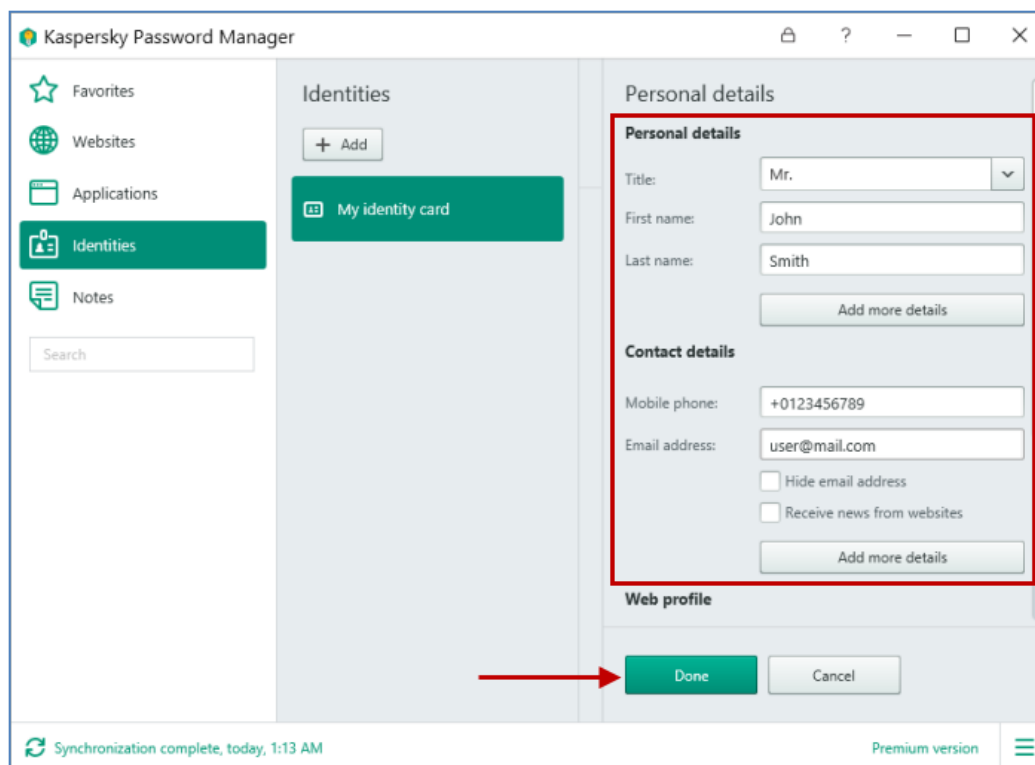 Kaspersky Password Manager
?
Favorites
Websites
Applications
Identities
Notes
Search
Identities
+ Add
My identity card
Personal details
Personal details
Title: Mr.
First name: John
Last name: Smith
Add more details
Contact details
Mobile phone: +0123456789
Email address: user@mail.com
Hide email address
Receive news from websites
Add more details
Web profile
Done
Cancel
Synchronization complete, today, 1:13 AM
Premium version